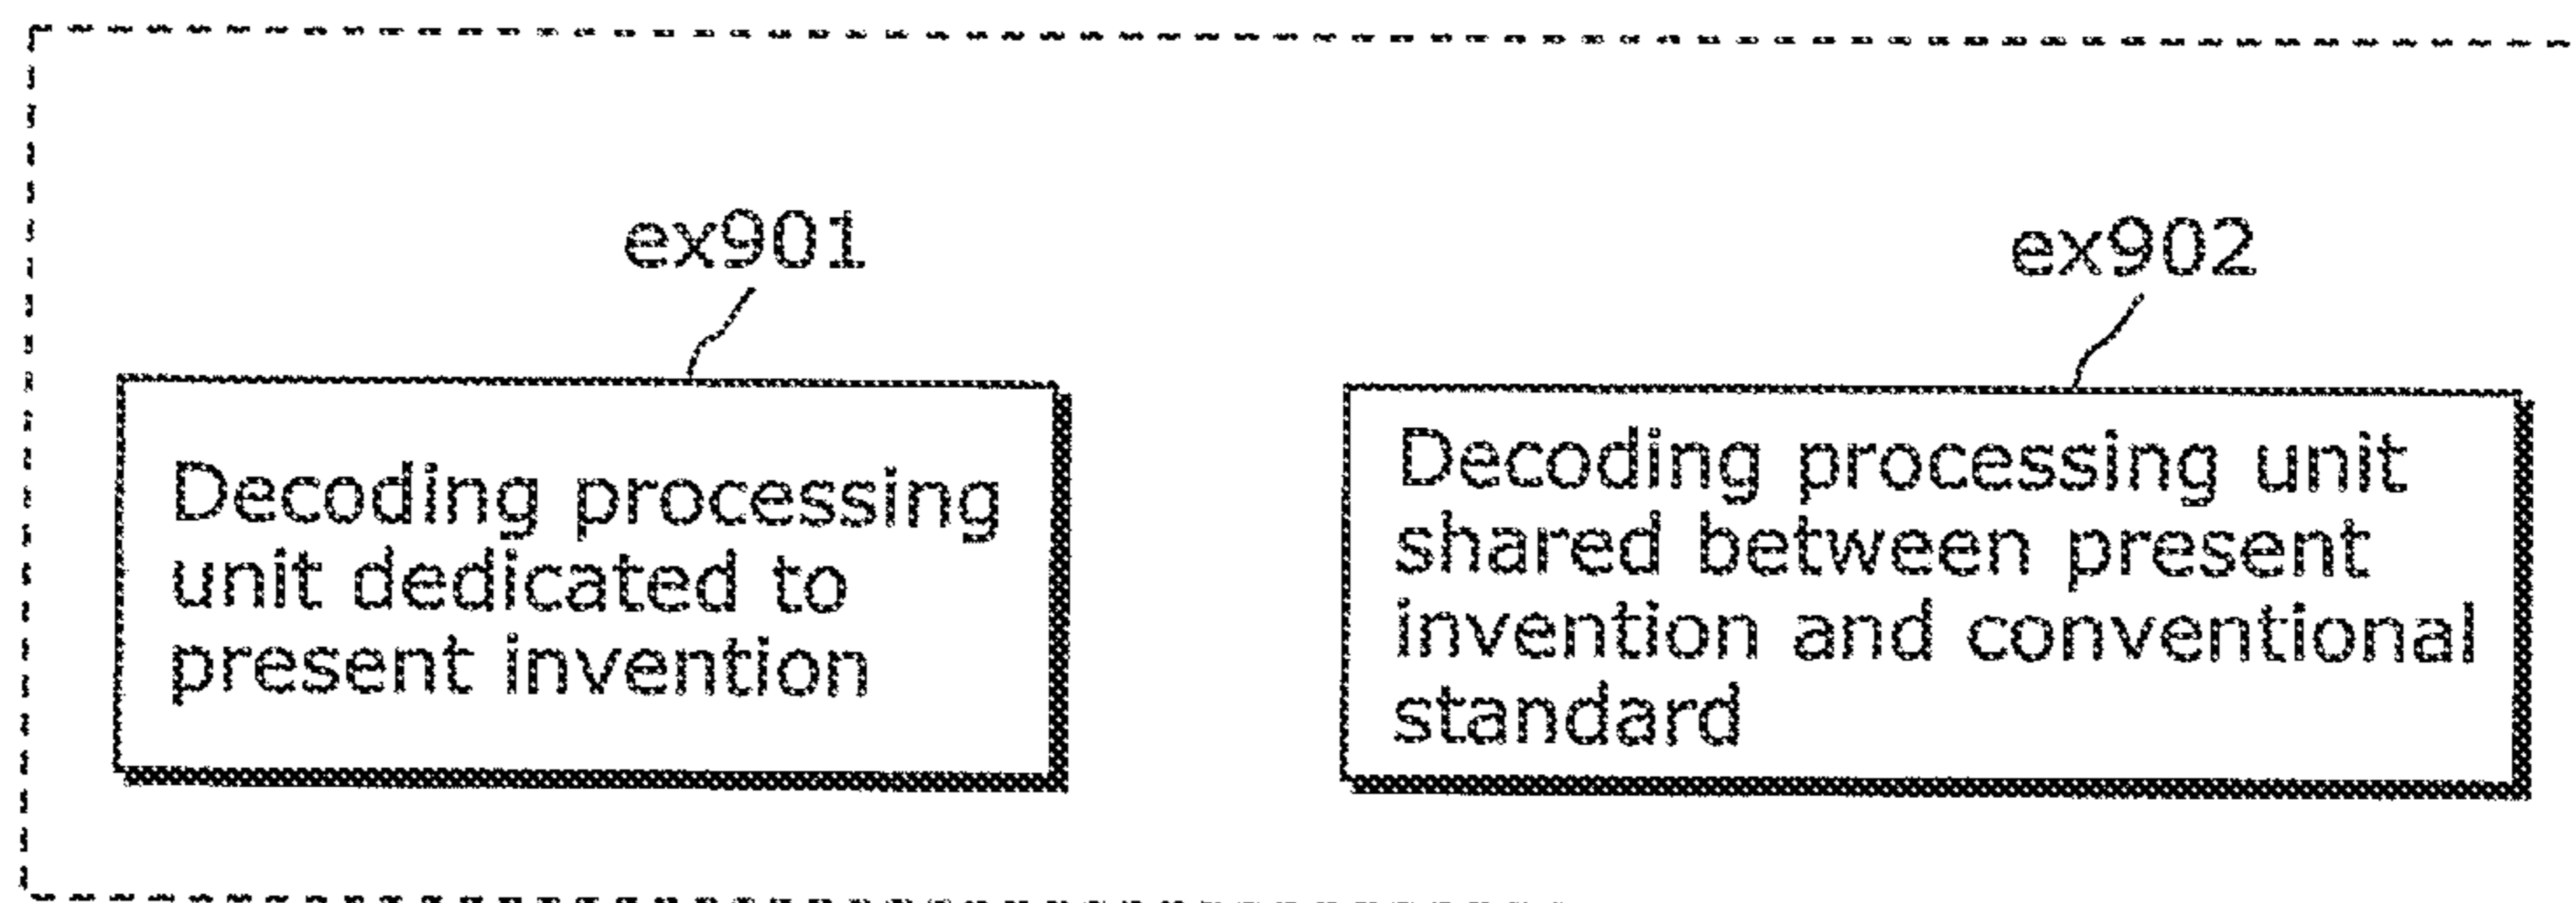 ex901
ex902
Decoding processing
unit dedicated to
present invention
Decoding processing unit
shared between present
invention and conventional
standard